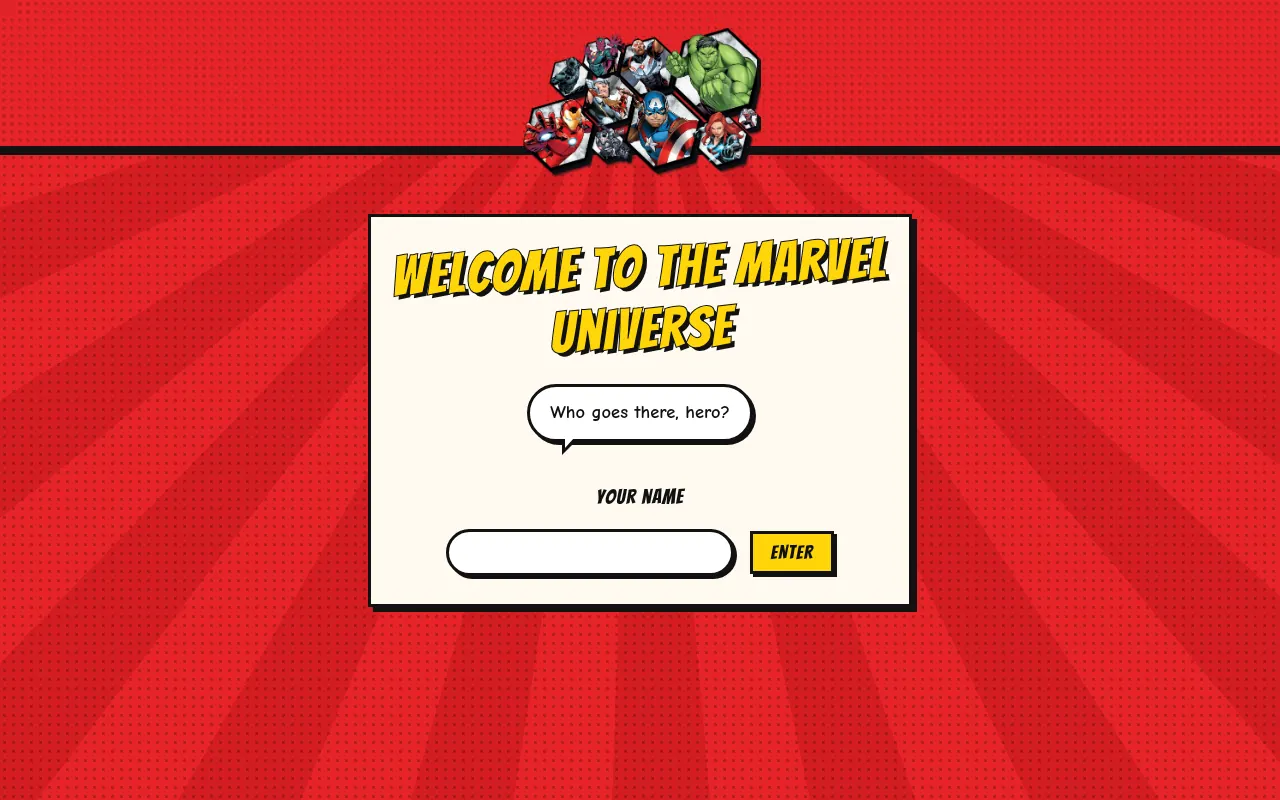 WELCOME TO THE MARVEL
UNIVERSE
Who goes there, hero?
YOUR NAME
ENTER